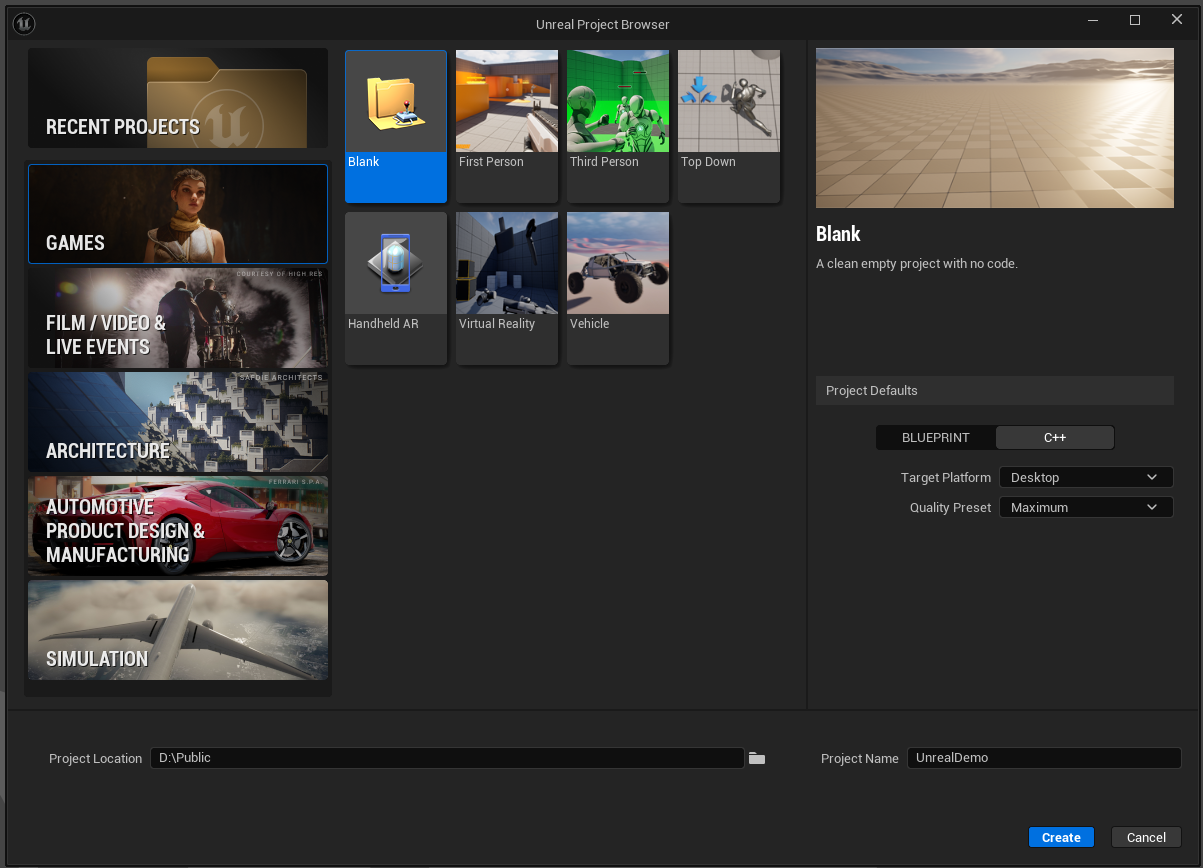 Unreal Project Browser
RECENT PROJECTS
GAMES
COURTESY OF HIGH RES
FILM / VIDEO &
LIVE EVENTS
SAFDIE ARCHITECTS
ARCHITECTURE
FERRARI S.P.A
AUTOMOTIVE
PRODUCT DESIGN &
MANUFACTURING
SIMULATION
Blank
First Person
Third Person
Top Down
Handheld AR
Virtual Reality
Vehicle
Blank
A clean empty project with no code.
Project Defaults
BLUEPRINT C++
Target Platform Desktop
Quality Preset Maximum
Project Location D:\Public
Project Name UnrealDemo
Create Cancel